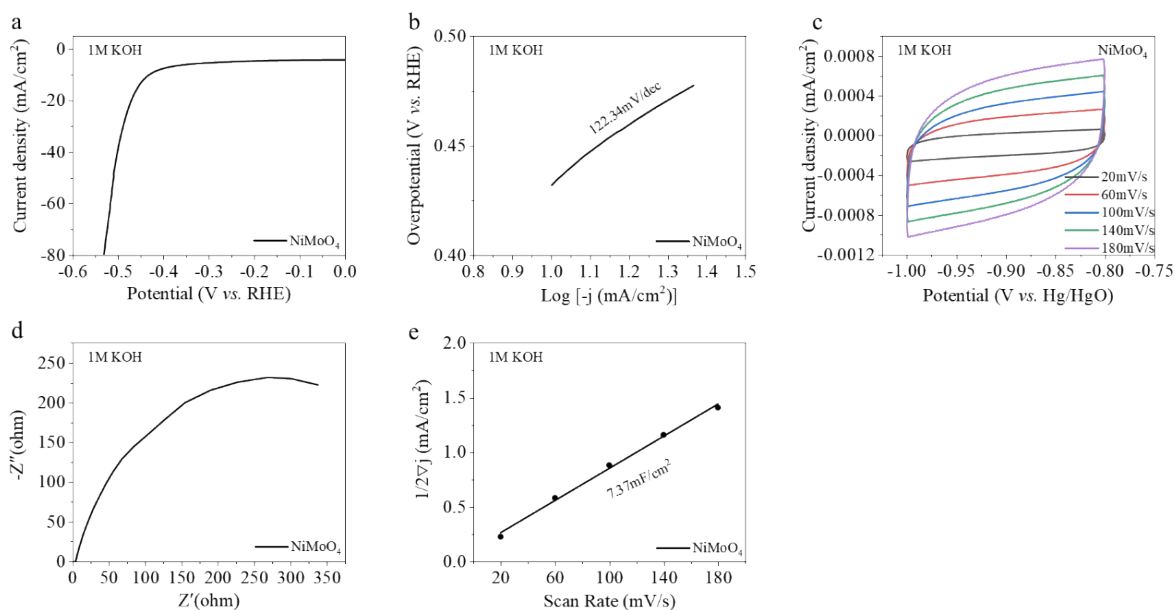 a
1M KOH
Current density (mA/cm²)
0
-20
-40
-60
-80
NiMoO₄
-0.6
-0.5
-0.4
-0.3
-0.2
-0.1
0.0
Potential (V vs. RHE)
b
1M KOH
Overpotential (V vs. RHE)
0.50
0.45
0.40
122.34mV/dec
NiMoO₄
0.8
0.9
1.0
1.1
1.2
1.3
1.4
1.5
Log [-j (mA/cm²)]
c
1M KOH
NiMoO₄
Current density (mA/cm²)
0.0008
0.0004
0.0000
-0.0004
-0.0008
-0.0012
20mV/s
60mV/s
100mV/s
140mV/s
180mV/s
-1.00
-0.95
-0.90
-0.85
-0.80
-0.75
Potential (V vs. Hg/HgO)
d
1M KOH
-Z″(ohm)
250
200
150
100
50
0
NiMoO₄
0
50
100
150
200
250
300
350
Z′(ohm)
e
1M KOH
1/2▽j (mA/cm²)
2.0
1.5
1.0
0.5
0.0
7.37mF/cm²
NiMoO₄
20
60
100
140
180
Scan Rate (mV/s)